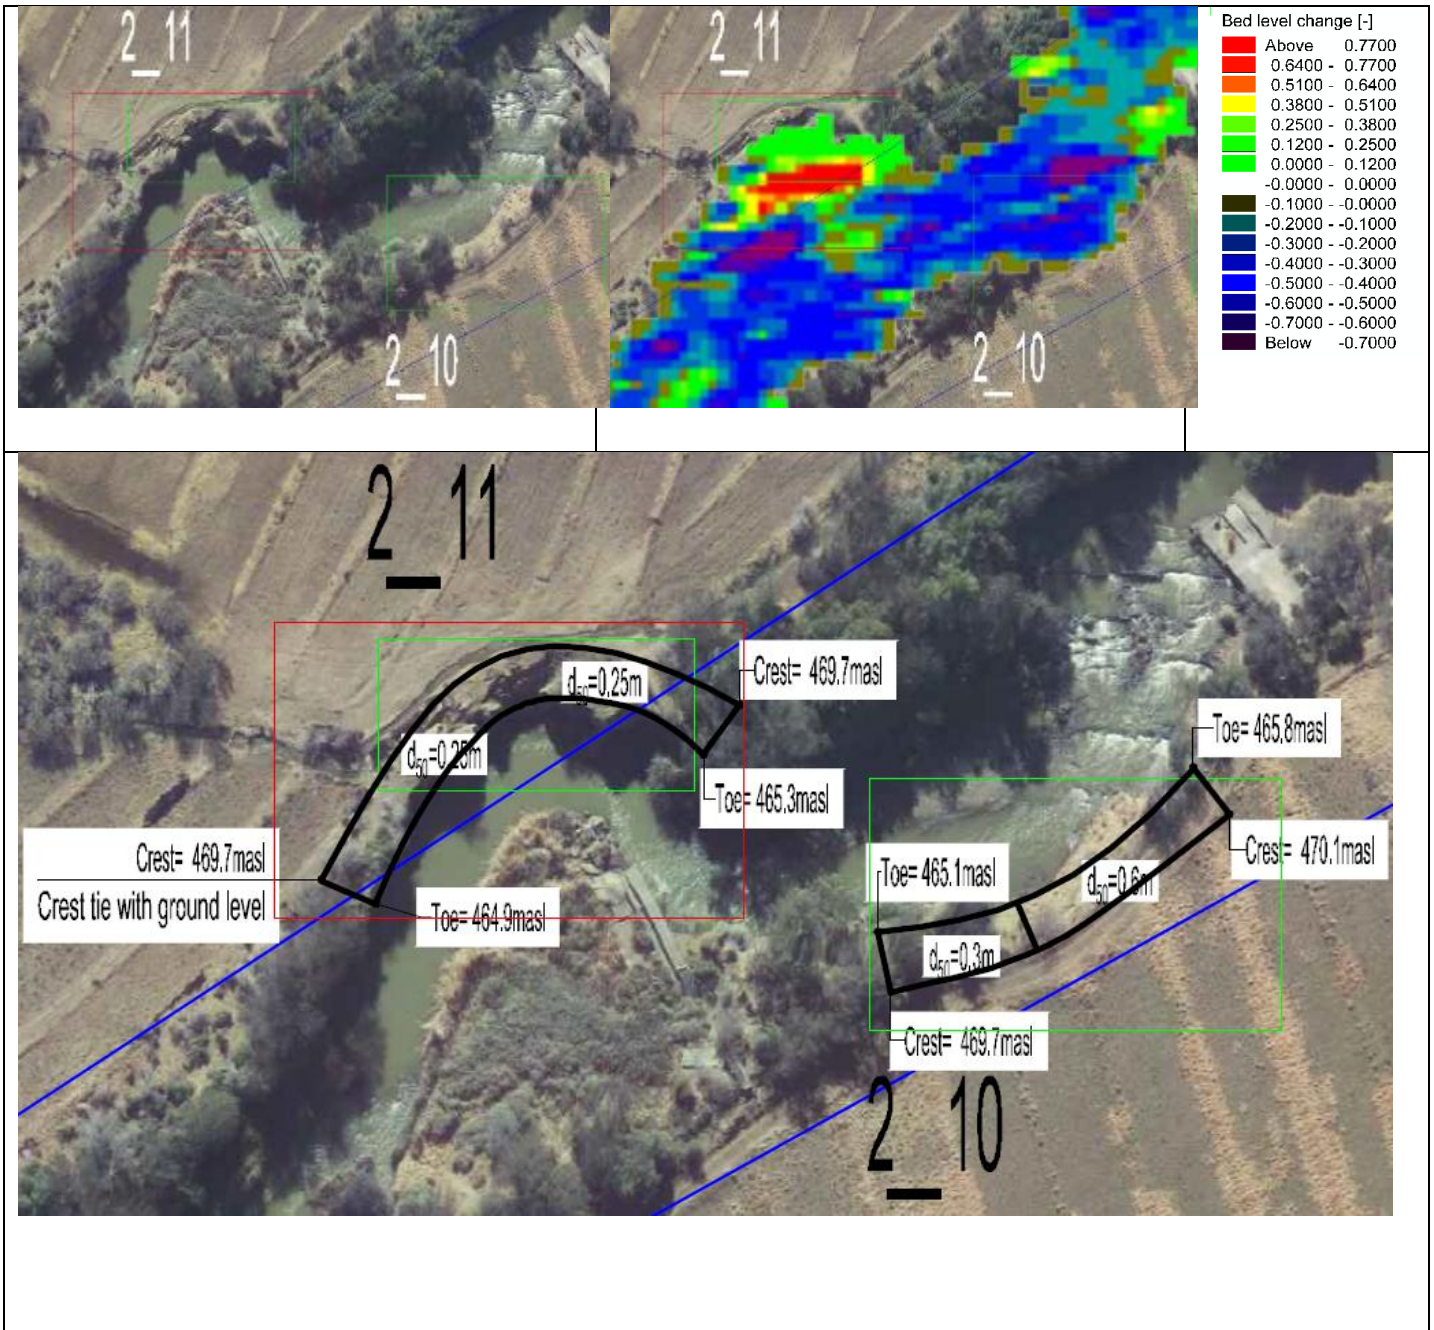 2_11
2_10
2_11
2_10
Bed level change [-]
Above 0.7700
0.6400 - 0.7700
0.5100 - 0.6400
0.3800 - 0.5100
0.2500 - 0.3800
0.1200 - 0.2500
0.0000 - 0.1200
-0.0000 - 0.0000
-0.1000 - -0.0000
-0.2000 - -0.1000
-0.3000 - -0.2000
-0.4000 - -0.3000
-0.5000 - -0.4000
-0.6000 - -0.5000
-0.7000 - -0.6000
Below -0.7000
2_11
d50=0,25m
Crest= 469.7masl
d50=0.25m
Toe= 465.3masl
Crest= 469.7masl
Crest tie with ground level
Toe= 464.9masl
Toe= 465.8masl
Toe= 465.1masl
d50=0.6m
Crest= 470.1masl
d50=0,3m
Crest= 469.7masl
2_10